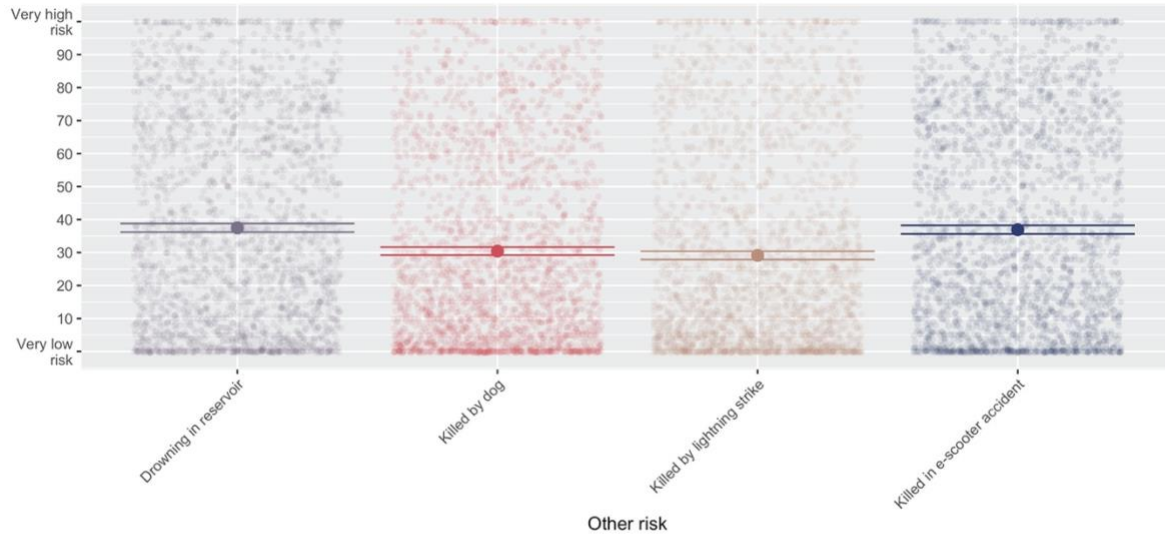 Very high
risk
90
80
70
60
50
40
30
20
10
Very low
risk
Drowning in reservoir
Killed by dog
Killed by lightning strike
Killed in e-scooter accident
Other risk